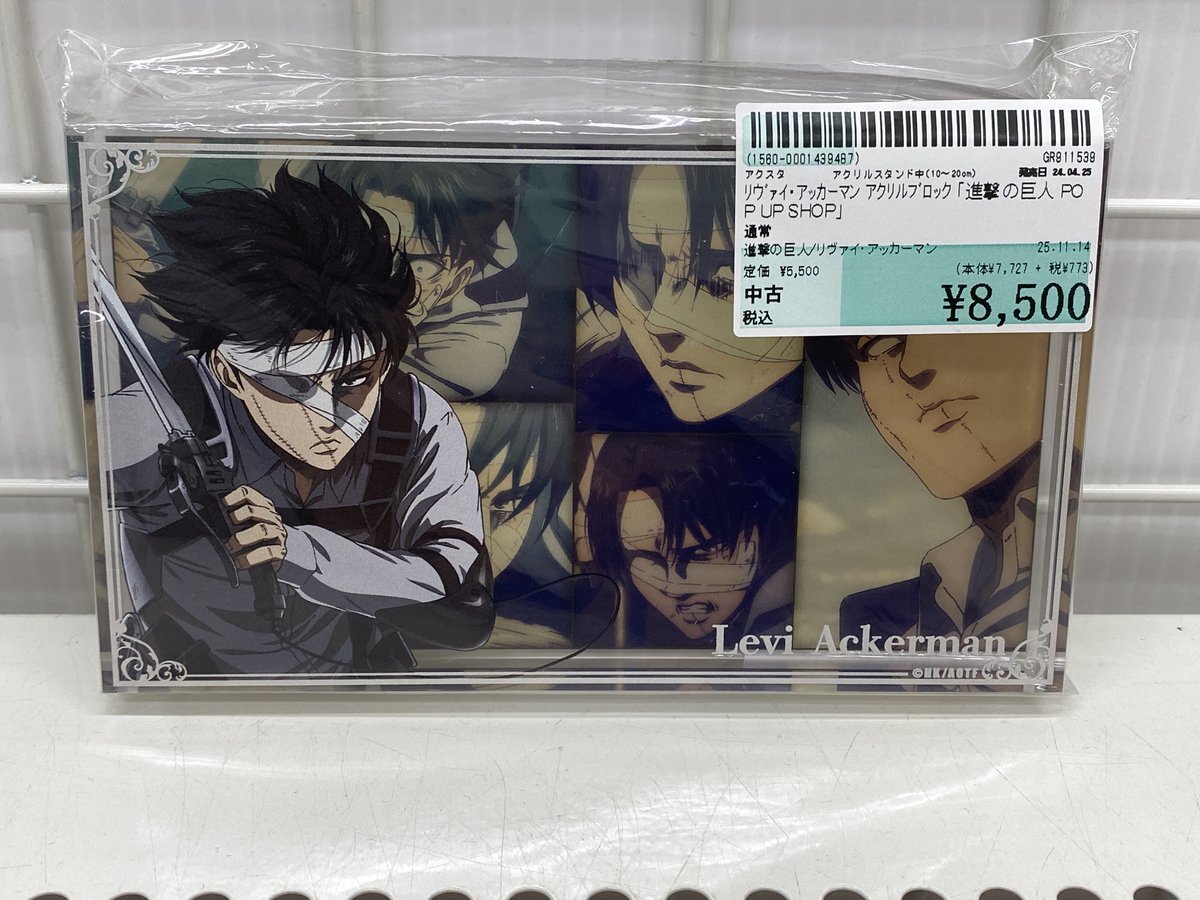 (1560-0001439487) GR911539
アクスタ アクリルスタンド中(10～20cm) 発売日 24.04.25
リヴァイ・アッカーマン アクリルブロック「進撃の巨人 PO
P UP SHOP」
通常
進撃の巨人/リヴァイ・アッカーマン 25.11.14
定価 ¥5,500 (本体¥7,727 + 税¥773)
中古
税込 ¥8,500
Levi Ackerman
©HK/AOTF